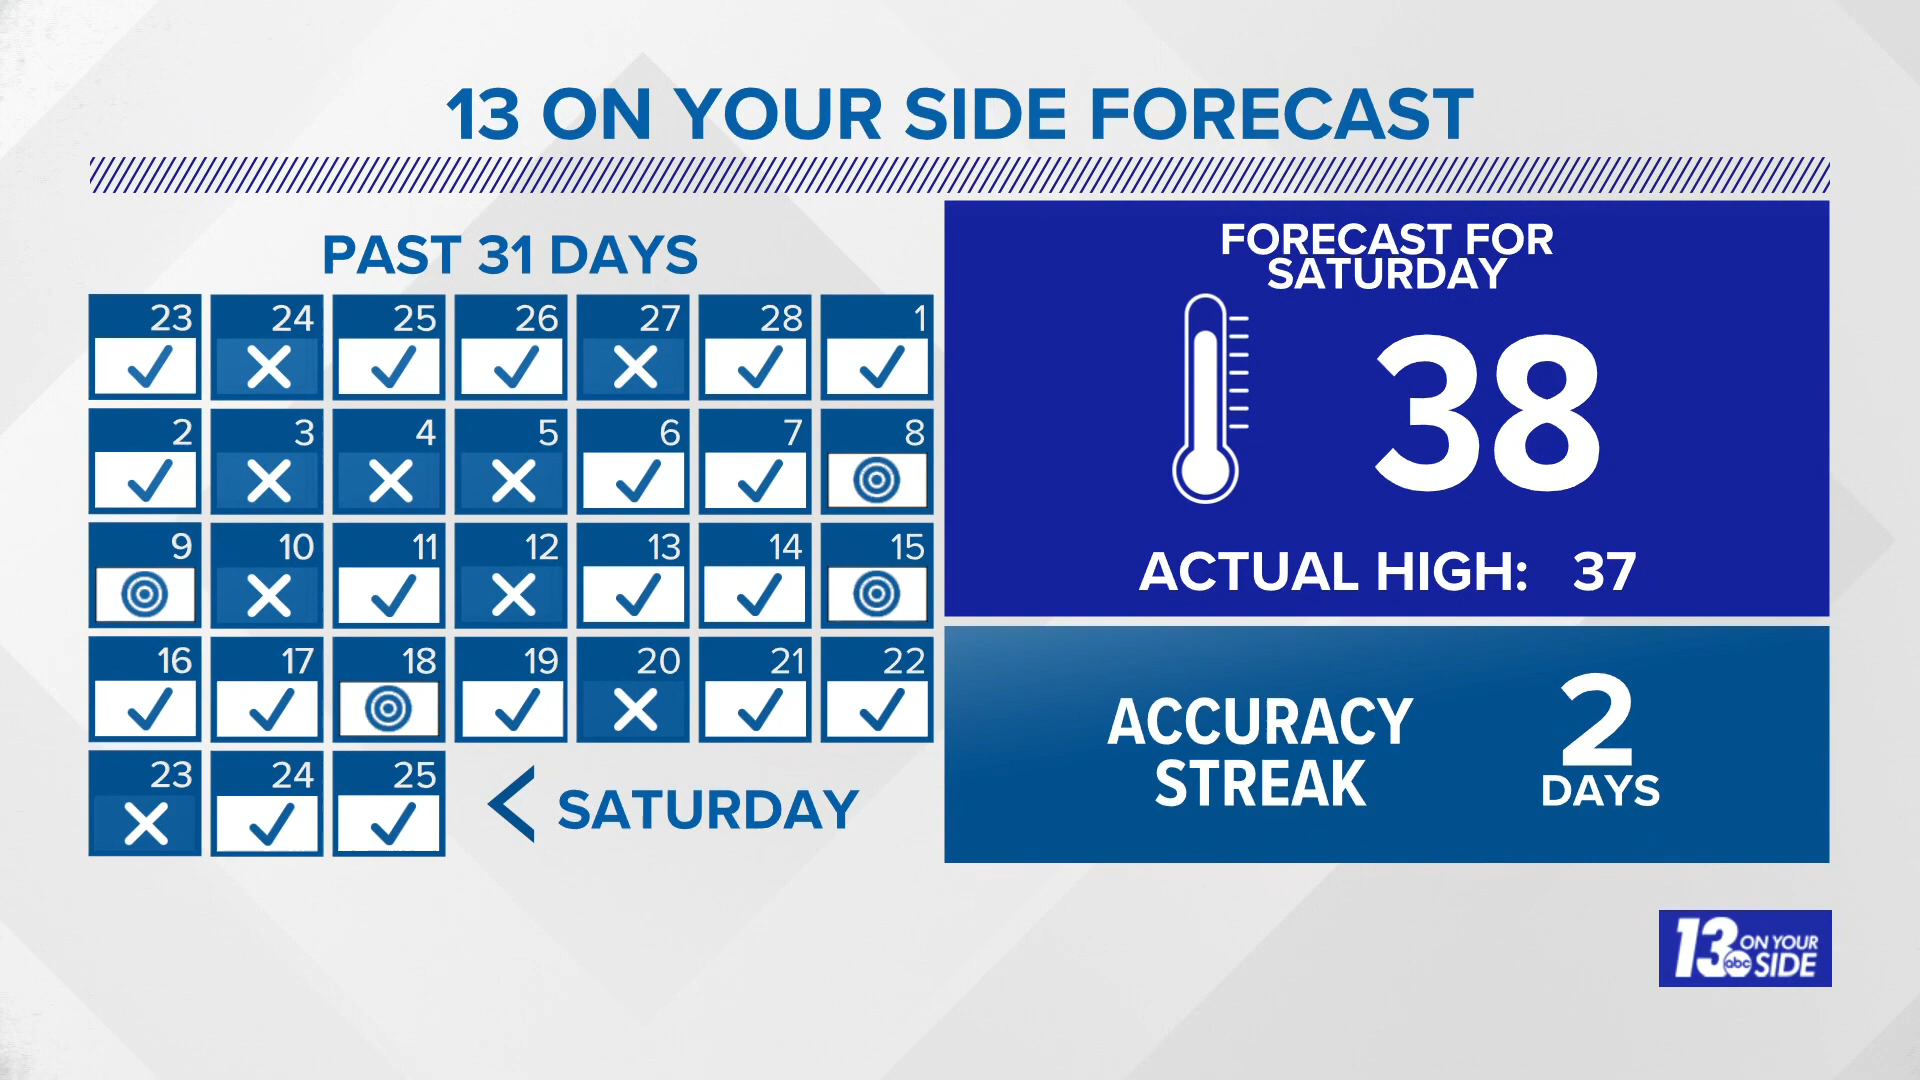 13 ON YOUR SIDE FORECAST
PAST 31 DAYS
23 24 25 26 27 28 1
2 3 4 5 6 7 8
9 10 11 12 13 14 15
16 17 18 19 20 21 22
23 24 25
SATURDAY
FORECAST FOR
SATURDAY
38
ACTUAL HIGH: 37
ACCURACY
STREAK
2
DAYS
13 abc ON YOUR
SIDE